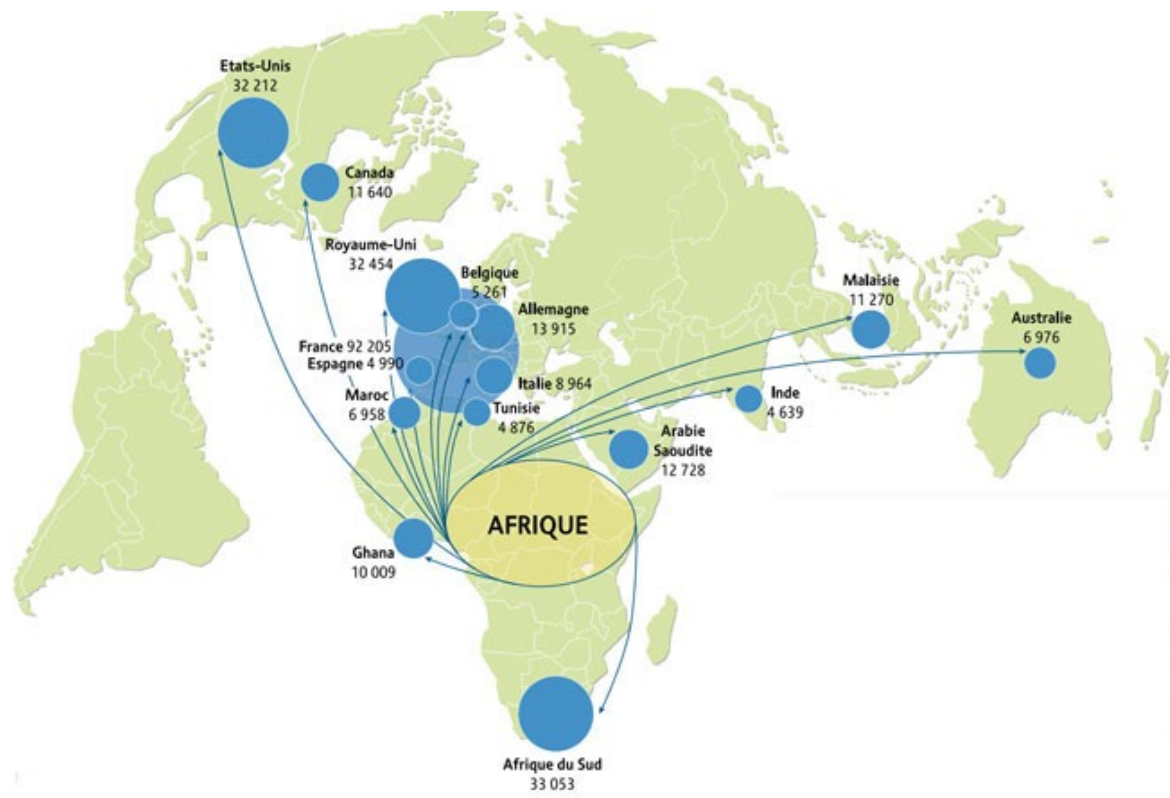 Etats-Unis
32 212
Canada
11 640
Royaume-Uni
32 454
Belgique
5 261
Allemagne
13 915
France 92 205
Espagne 4 990
Italie 8 964
Maroc
6 958
Tunisie
4 876
Malaisie
11 270
Australie
6 976
Inde
4 639
Arabie
Saoudite
12 728
AFRIQUE
Ghana
10 009
Afrique du Sud
33 053